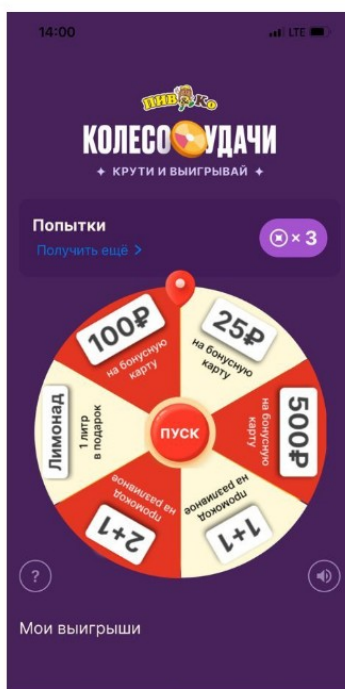 14:00
LTE
ПИВ&Ко
КОЛЕСО УДАЧИ
КРУТИ И ВЫИГРЫВАЙ
Попытки
Получить ещё >
× 3
100₽
на бонусную
карту
25₽
на бонусную
карту
500₽
на бонусную
карту
1+1
промокод
на разливное
2+1
промокод
на разливное
Лимонад
1 литр
в подарок
ПУСК
?
Мои выигрыши